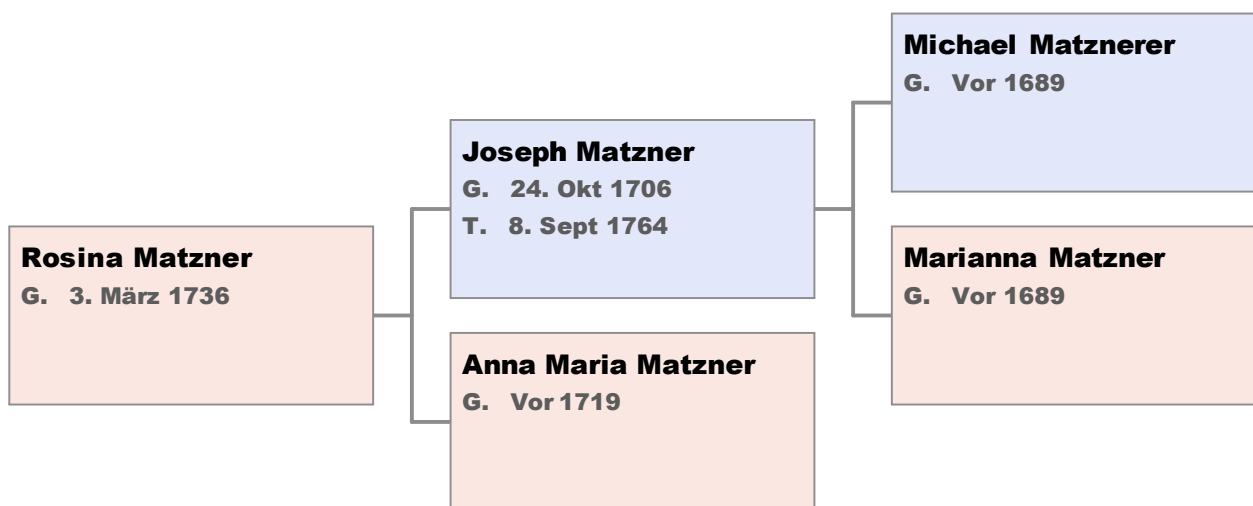 Michael Matznerer
G. Vor 1689
Joseph Matzner
G. 24. Okt 1706
T. 8. Sept 1764
Rosina Matzner
G. 3. März 1736
Marianna Matzner
G. Vor 1689
Anna Maria Matzner
G. Vor 1719